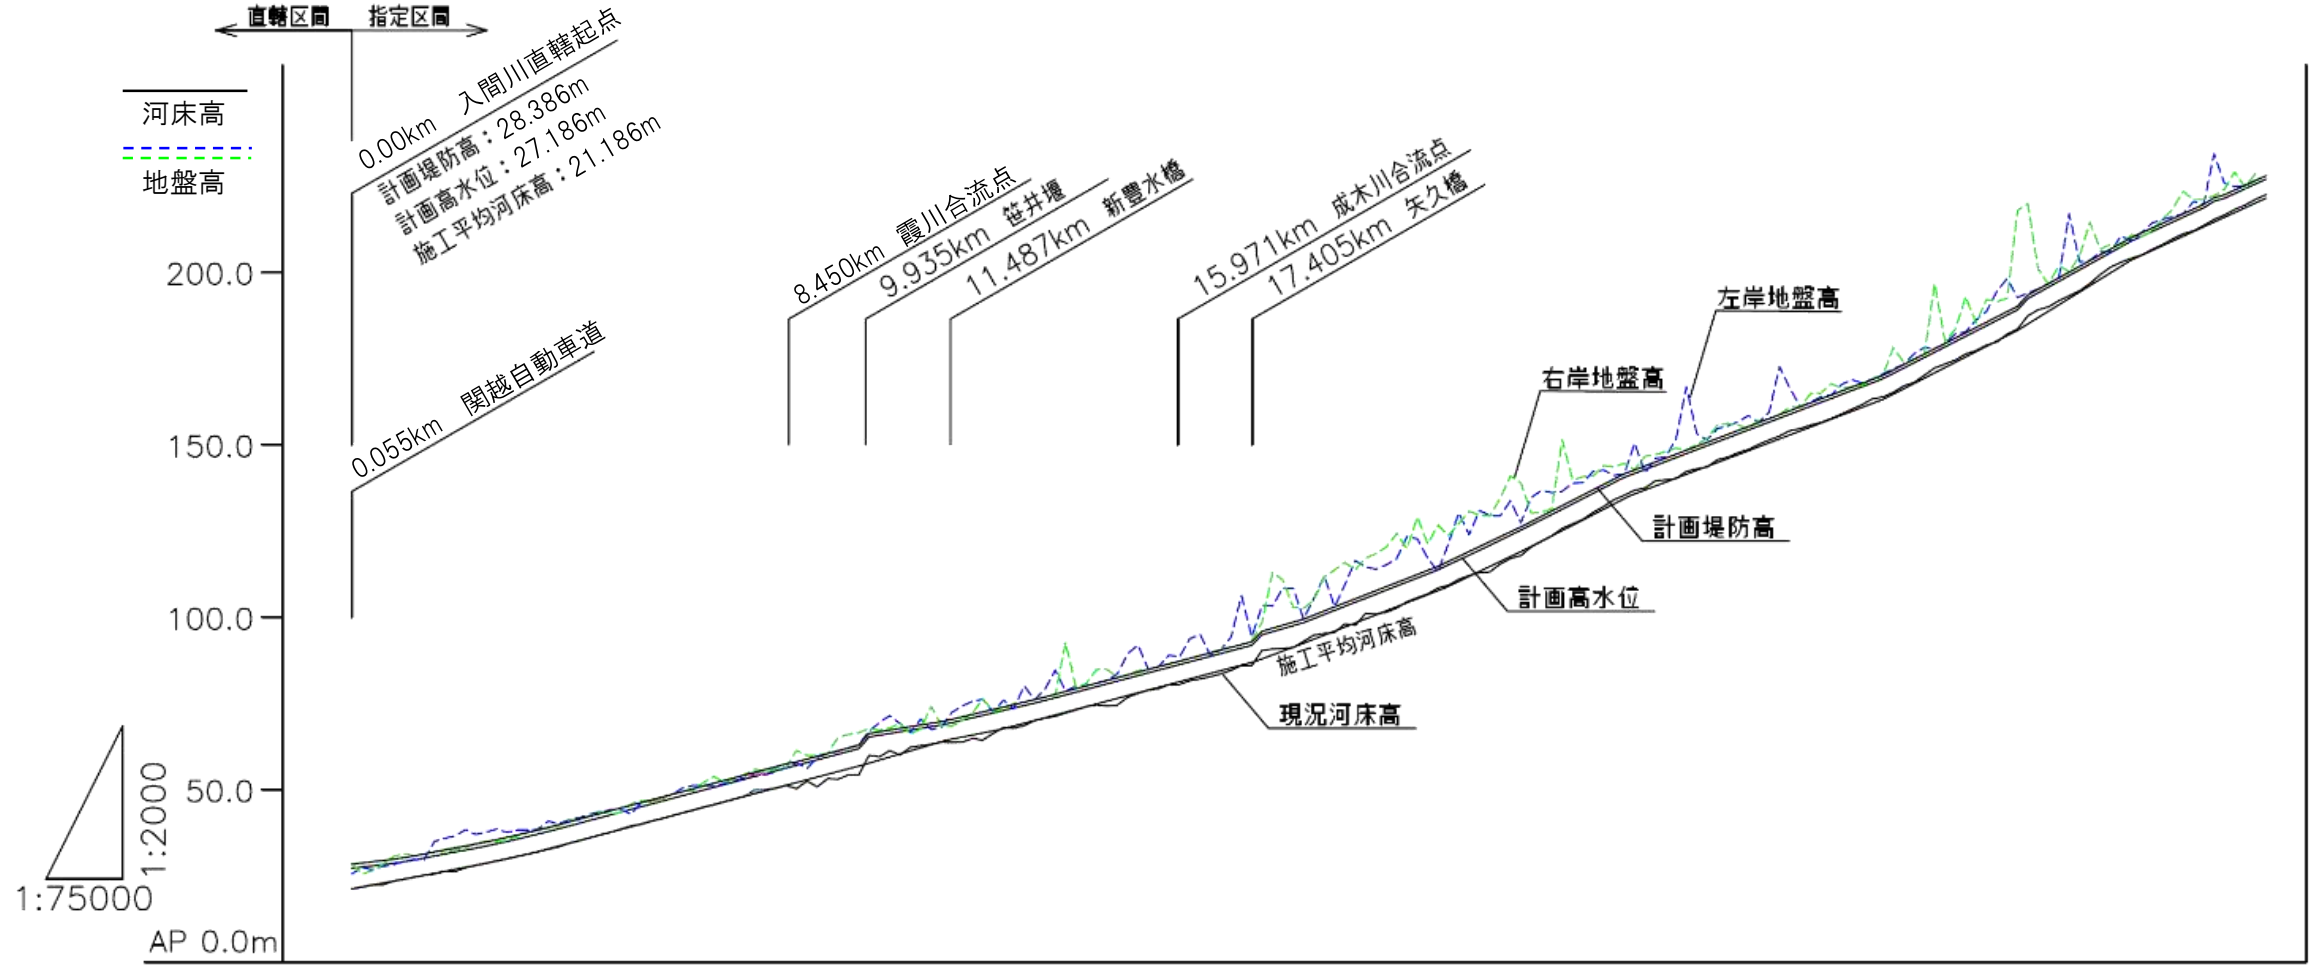 直轄区間 指定区間
河床高
地盤高
0.00km 入間川直轄起点
計画堤防高：28.386m
計画高水位：27.186m
施工平均河床高：21.186m
0.055km 関越自動車道
8.450km 霞川合流点
9.935km 笹井堰
11.487km 新豊水橋
15.971km 成木川合流点
17.405km 矢久橋
200.0
150.0
100.0
50.0
AP 0.0m
1:2000
1:75000
左岸地盤高
右岸地盤高
計画堤防高
計画高水位
施工平均河床高
現況河床高